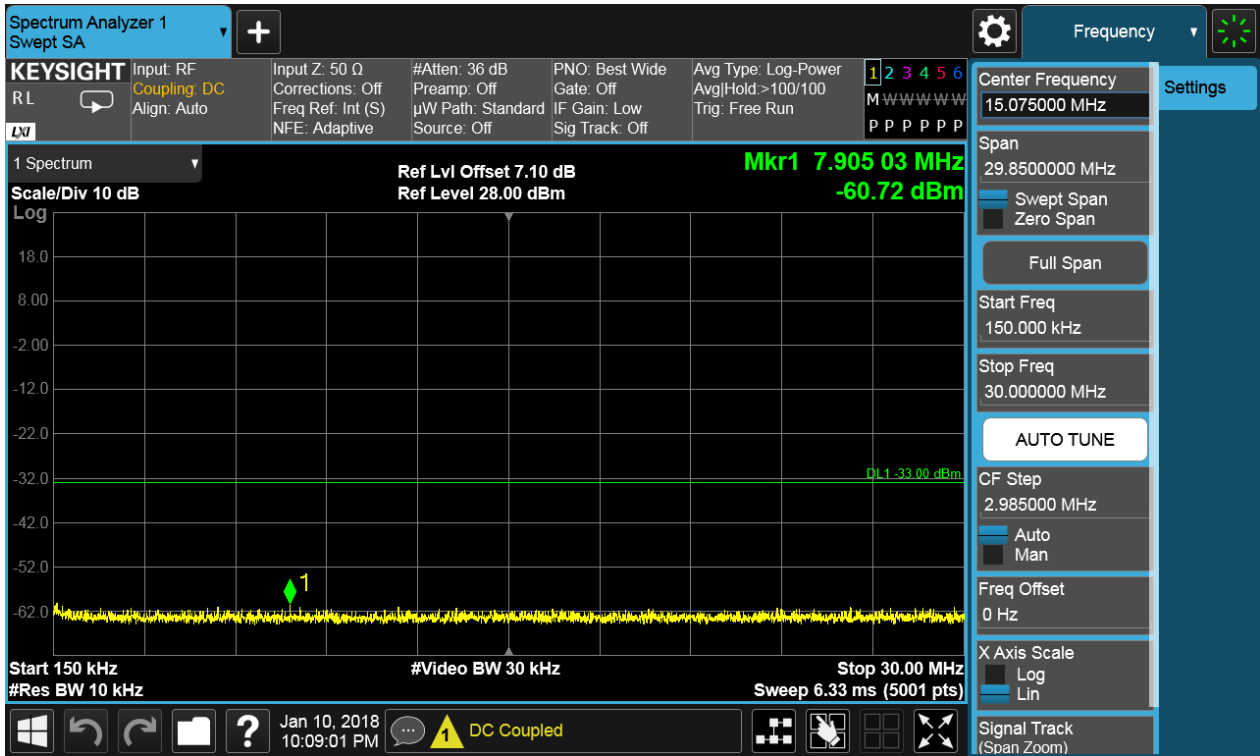 Spectrum Analyzer 1
Swept SA
Frequency
KEYSIGHT
RL
LXI
Input: RF
Coupling: DC
Align: Auto
Input Z: 50 Ω
Corrections: Off
Freq Ref: Int (S)
NFE: Adaptive
#Atten: 36 dB
Preamp: Off
µW Path: Standard
Source: Off
PNO: Best Wide
Gate: Off
IF Gain: Low
Sig Track: Off
Avg Type: Log-Power
Avg|Hold:>100/100
Trig: Free Run
1 2 3 4 5 6
M W W W W W
P P P P P P
1 Spectrum
Scale/Div 10 dB
Log
Ref Lvl Offset 7.10 dB
Ref Level 28.00 dBm
Mkr1 7.905 03 MHz
-60.72 dBm
18.0
8.00
-2.00
-12.0
-22.0
-32.0
-42.0
-52.0
-62.0
DL1 -33.00 dBm
1
Start 150 kHz
#Res BW 10 kHz
#Video BW 30 kHz
Stop 30.00 MHz
Sweep 6.33 ms (5001 pts)
Center Frequency
15.075000 MHz
Span
29.8500000 MHz
Swept Span
Zero Span
Full Span
Start Freq
150.000 kHz
Stop Freq
30.000000 MHz
AUTO TUNE
CF Step
2.985000 MHz
Auto
Man
Freq Offset
0 Hz
X Axis Scale
Log
Lin
Signal Track
(Span Zoom)
Settings
?
Jan 10, 2018
10:09:01 PM
1
DC Coupled